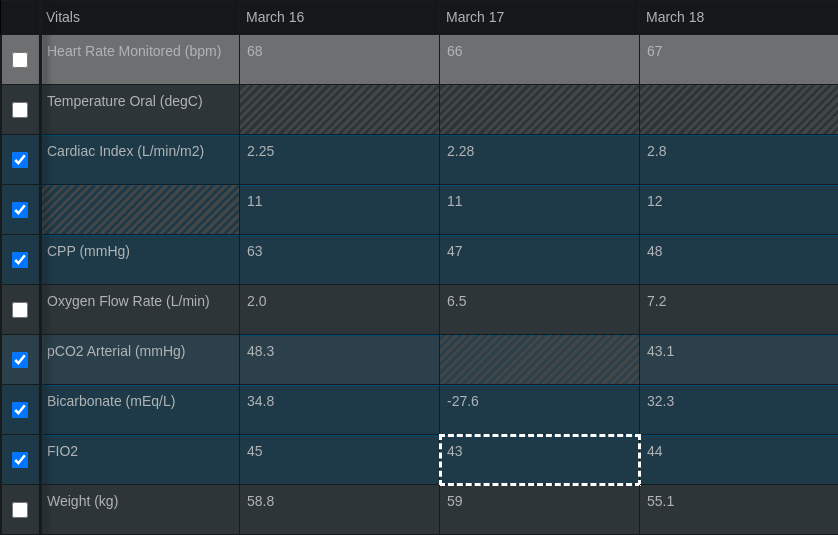 Vitals March 16 March 17 March 18
Heart Rate Monitored (bpm) 68 66 67
Temperature Oral (degC)
Cardiac Index (L/min/m2) 2.25 2.28 2.8
11 11 12
CPP (mmHg) 63 47 48
Oxygen Flow Rate (L/min) 2.0 6.5 7.2
pCO2 Arterial (mmHg) 48.3 43.1
Bicarbonate (mEq/L) 34.8 -27.6 32.3
FIO2 45 43 44
Weight (kg) 58.8 59 55.1